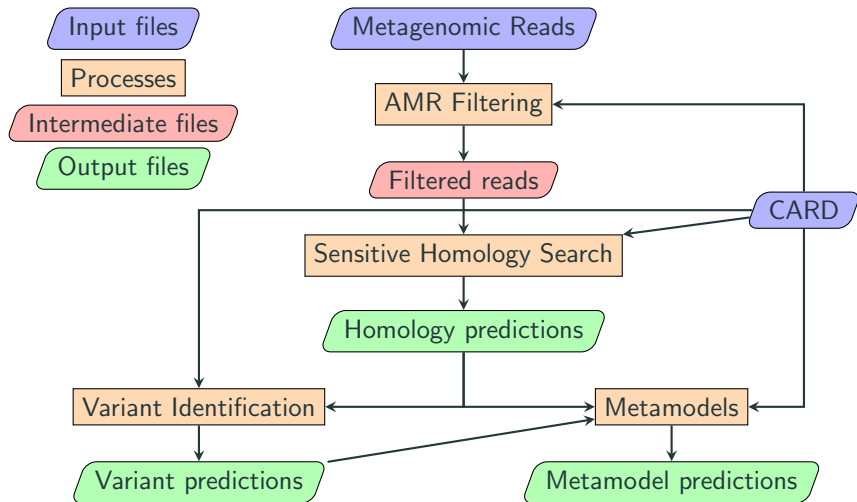 Input files
Processes
Intermediate files
Output files
Metagenomic Reads
AMR Filtering
Filtered reads
CARD
Sensitive Homology Search
Homology predictions
Variant Identification
Metamodels
Variant predictions
Metamodel predictions